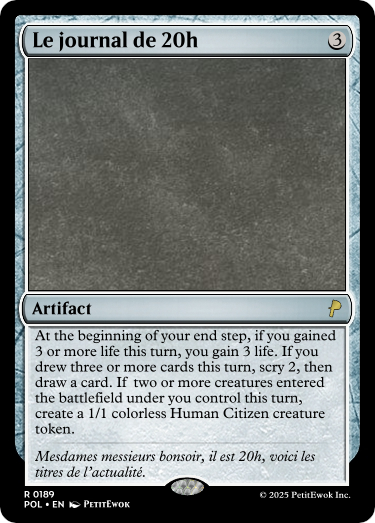 Le journal de 20h
3
Artifact
At the beginning of your end step, if you gained
3 or more life this turn, you gain 3 life. If you
drew three or more cards this turn, scry 2, then
draw a card. If two or more creatures entered
the battlefield under you control this turn,
create a 1/1 colorless Human Citizen creature
token.
Mesdames messieurs bonsoir, il est 20h, voici les
titres de l'actualité.
R 0189
POL • EN PetitEwok
© 2025 PetitEwok Inc.